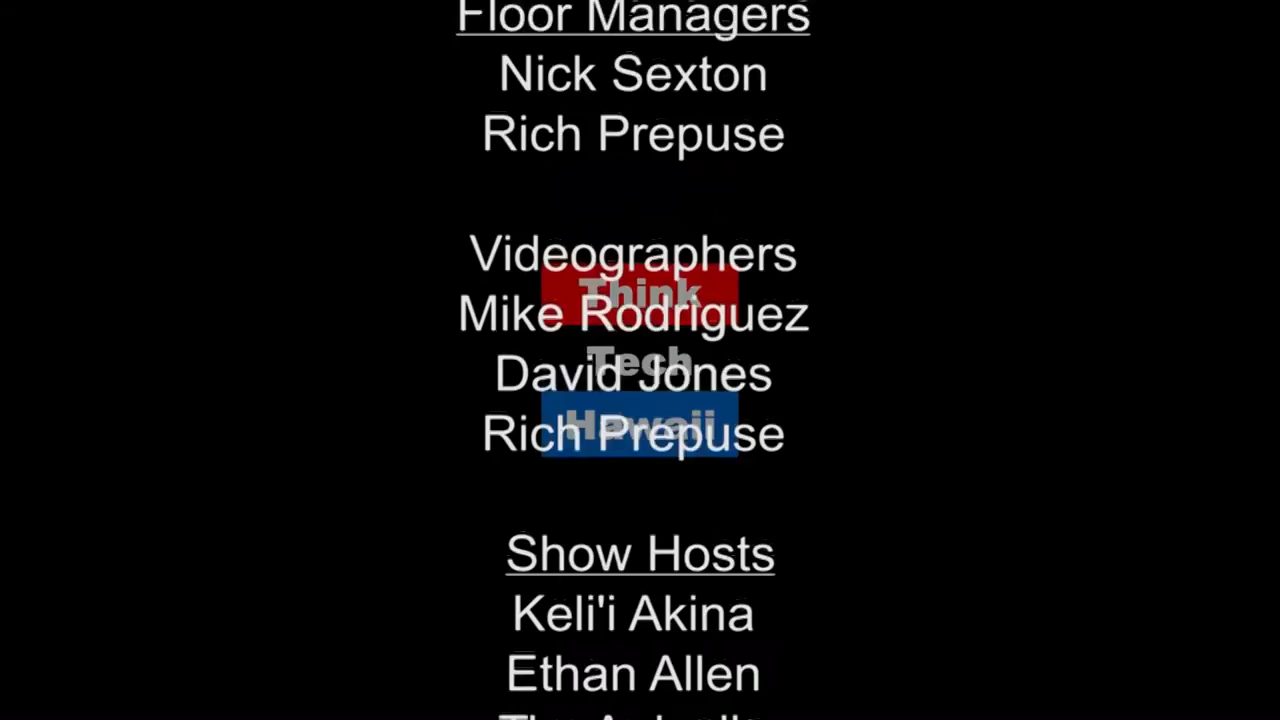 Floor Managers
Nick Sexton
Rich Prepuse
Videographers
Think
Mike Rodriguez
Tech
David Jones
Hawaii
Rich Prepuse
Show Hosts
Keli'i Akina
Ethan Allen